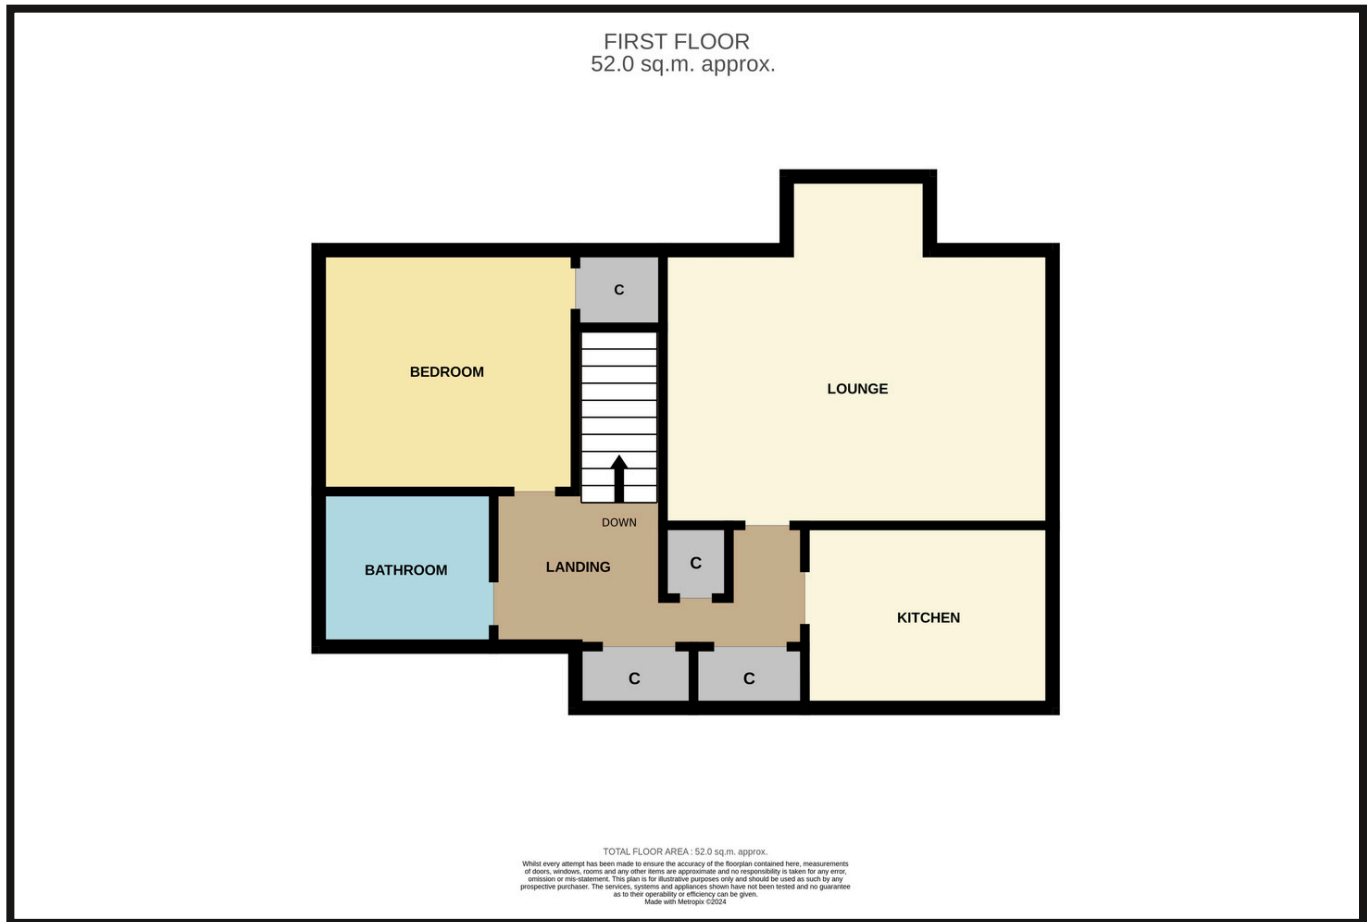 FIRST FLOOR
52.0 sq.m. approx.
C
BEDROOM
LOUNGE
DOWN
C
LANDING
BATHROOM
KITCHEN
C
C
TOTAL FLOOR AREA : 52.0 sq.m. approx.
Whilst every attempt has been made to ensure the accuracy of the floorplan contained here, measurements
of doors, windows, rooms and any other items are approximate and no responsibility is taken for any error,
omission or mis-statement. This plan is for illustrative purposes only and should be used as such by any
prospective purchaser. The services, systems and appliances shown have not been tested and no guarantee
as to their operability or efficiency can be given.
Made with Metropix ©2024